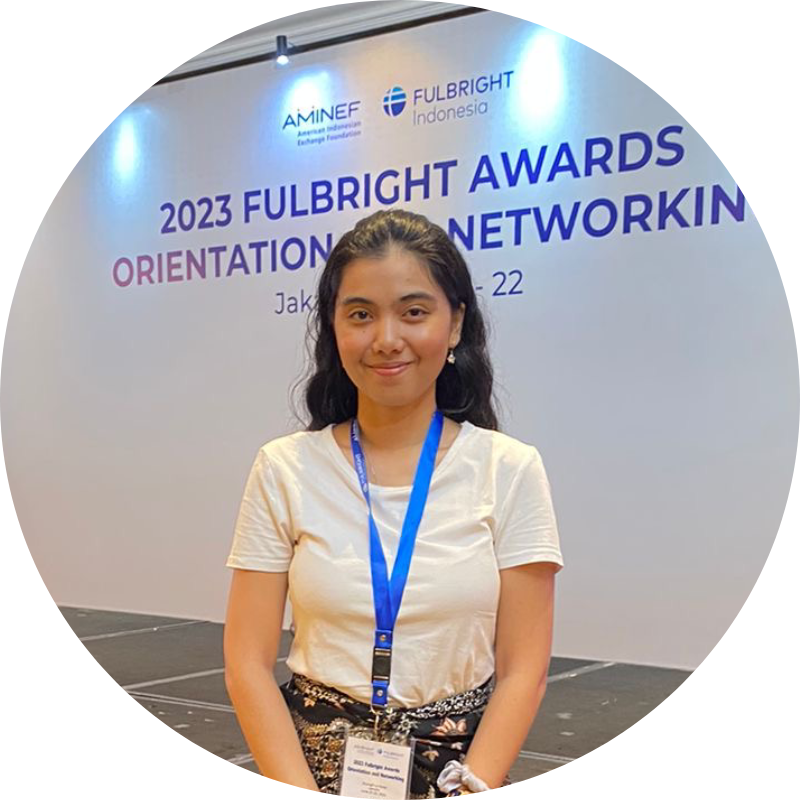 AMINEF
American Indonesian
Exchange Foundation
FULBRIGHT
Indonesia
2023 FULBRIGHT AWARDS
ORIENTATION NETWORKIN
Jak - 22
2023 Fulbright Awards
Orientation and Networking